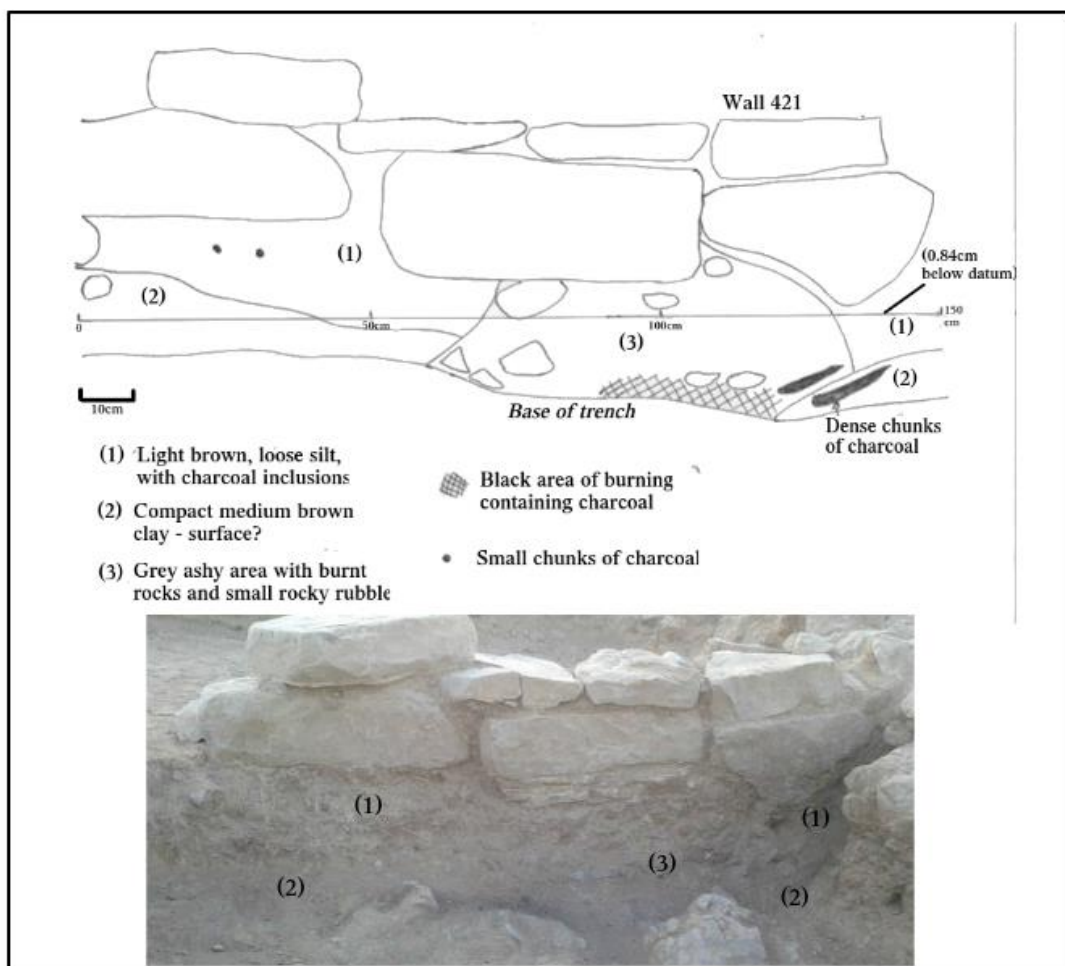 Wall 421
(0.84cm
below datum)
(1)
(2)
0
50cm
100cm
150
cm
(1)
(3)
(2)
10cm
Base of trench
Dense chunks
of charcoal
(1) Light brown, loose silt,
with charcoal inclusions
(2) Compact medium brown
clay - surface?
(3) Grey ashy area with burnt
rocks and small rocky rubble
Black area of burning
containing charcoal
Small chunks of charcoal
(1)
(1)
(3)
(2)
(2)